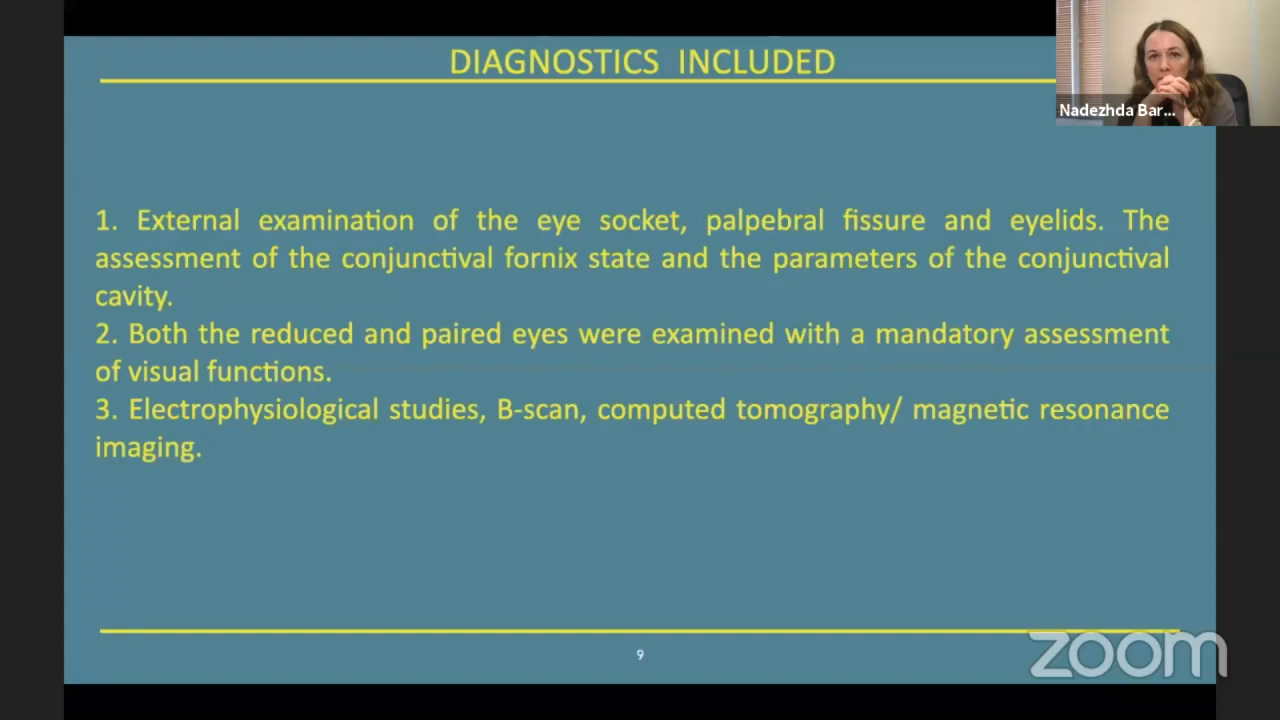 DIAGNOSTICS INCLUDED
Nadezhda Bar...
1. External examination of the eye socket, palpebral fissure and eyelids. The
assessment of the conjunctival fornix state and the parameters of the conjunctival
cavity.
2. Both the reduced and paired eyes were examined with a mandatory assessment
of visual functions.
3. Electrophysiological studies, B-scan, computed tomography/ magnetic resonance
imaging.
9
zoom